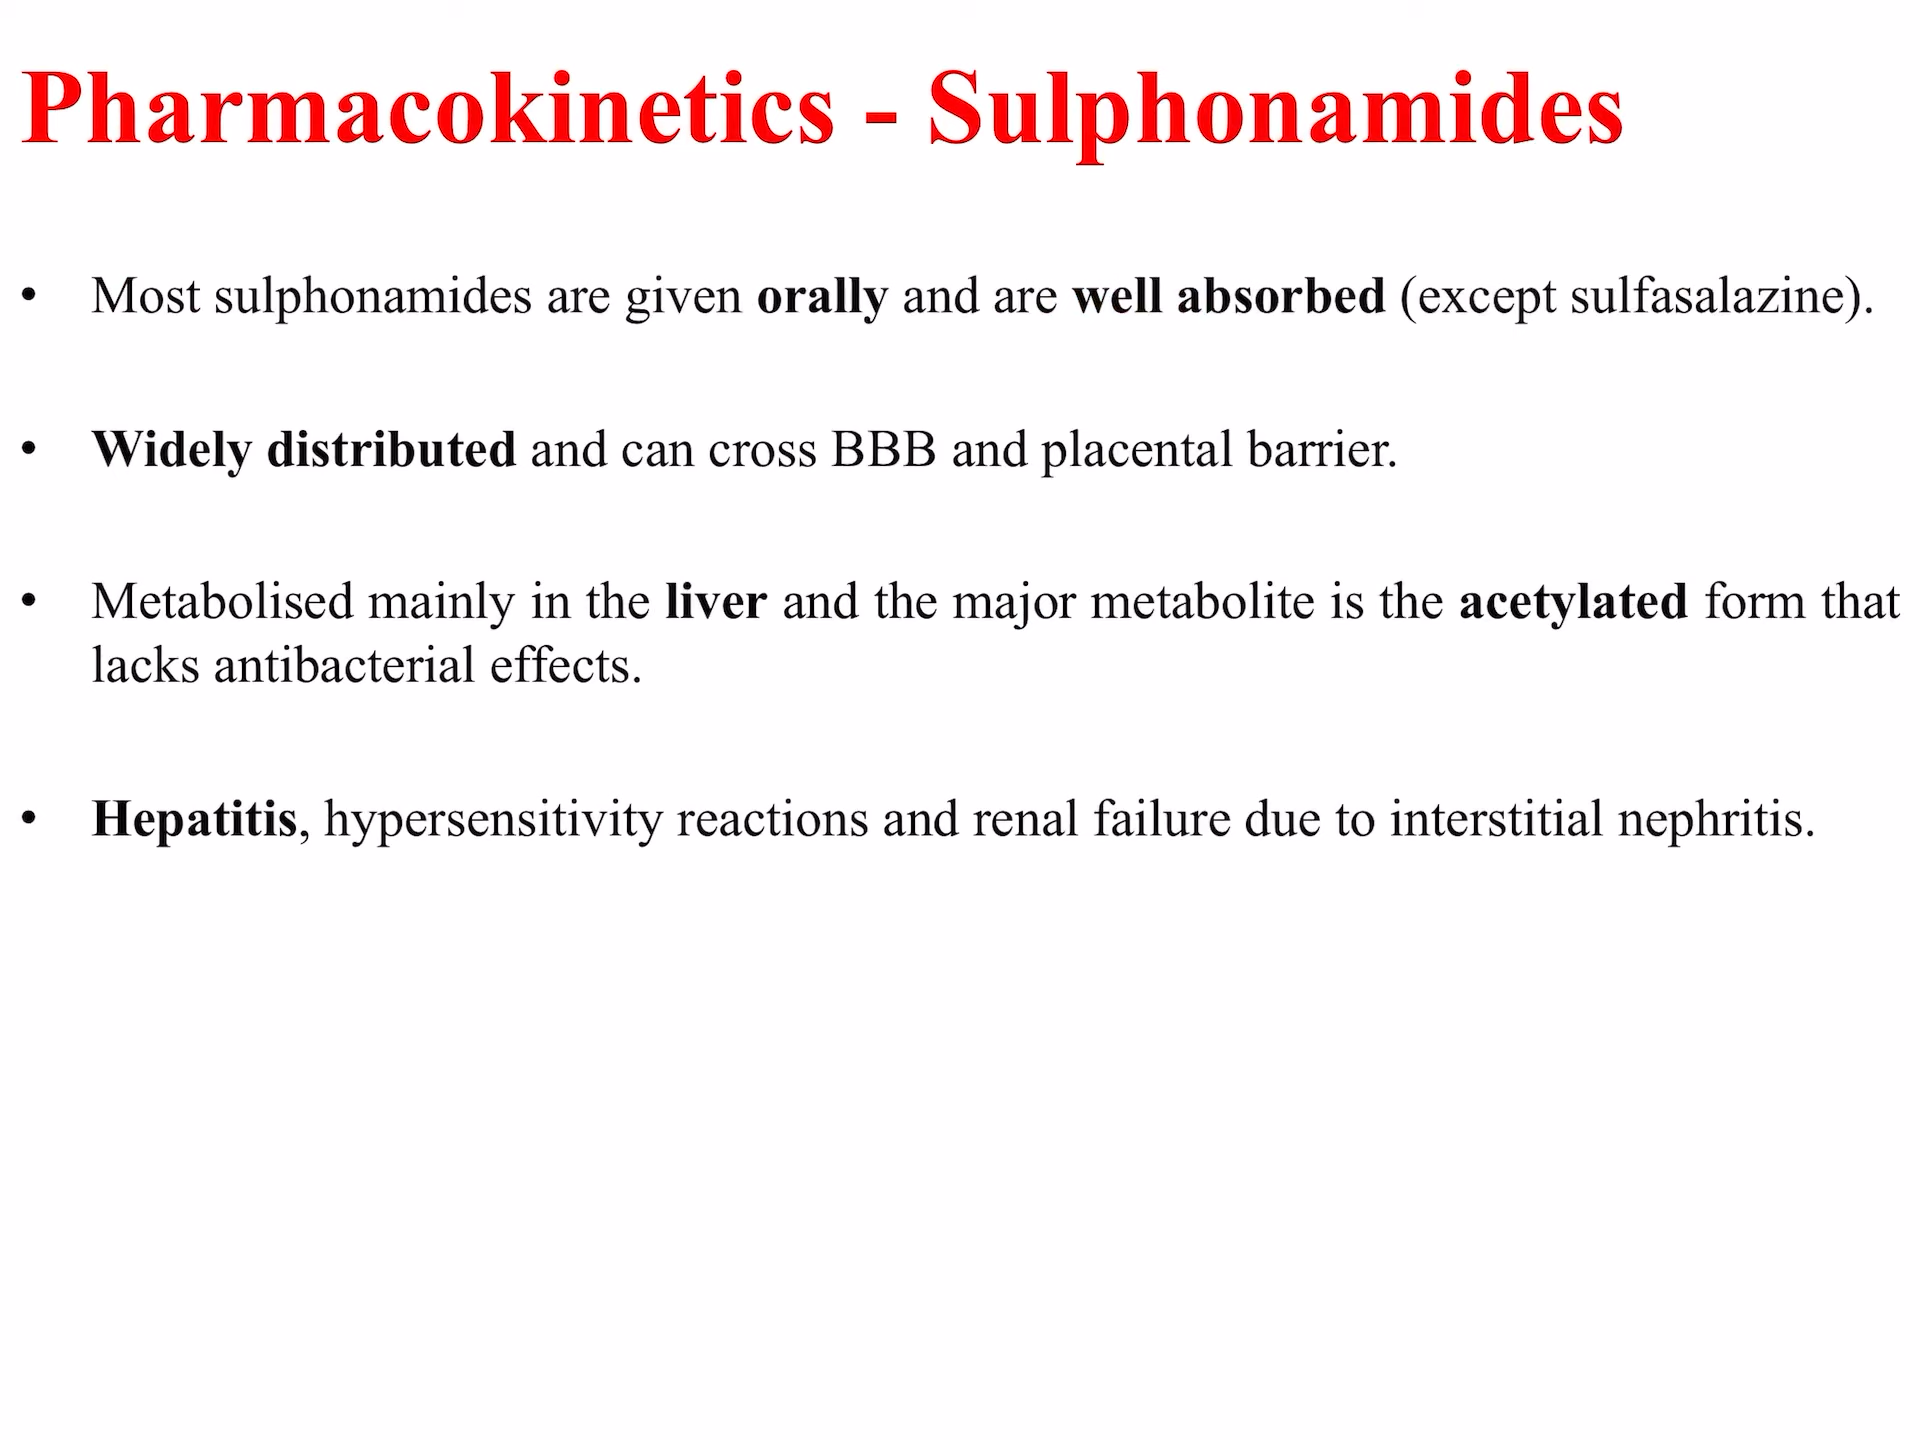 Pharmacokinetics - Sulphonamides
• Most sulphonamides are given orally and are well absorbed (except sulfasalazine).
• Widely distributed and can cross BBB and placental barrier.
• Metabolised mainly in the liver and the major metabolite is the acetylated form that
lacks antibacterial effects.
• Hepatitis, hypersensitivity reactions and renal failure due to interstitial nephritis.